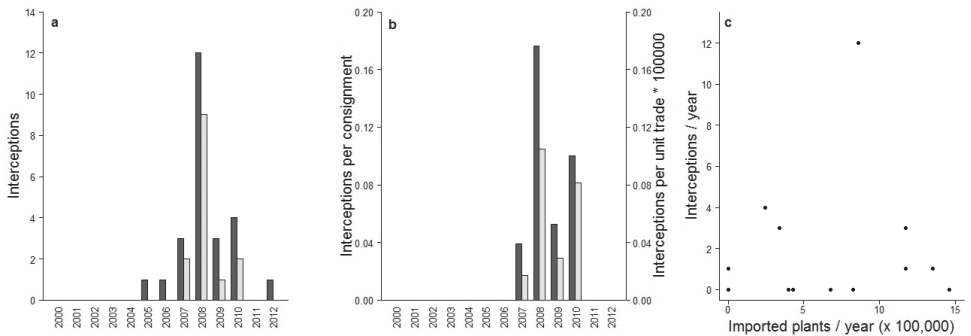 a
14
12
10
8
6
4
2
0
Interceptions
2000 2001 2002 2003 2004 2005 2006 2007 2008 2009 2010 2011 2012
b
0.20
0.16
0.12
0.08
0.04
0.00
Interceptions per consignment
2000 2001 2002 2003 2004 2005 2006 2007 2008 2009 2010 2011 2012
0.20
0.16
0.12
0.08
0.04
0.00
Interceptions per unit trade * 100000
c
12
10
8
6
4
2
0
Interceptions / year
0 5 10 15
Imported plants / year (x 100,000)